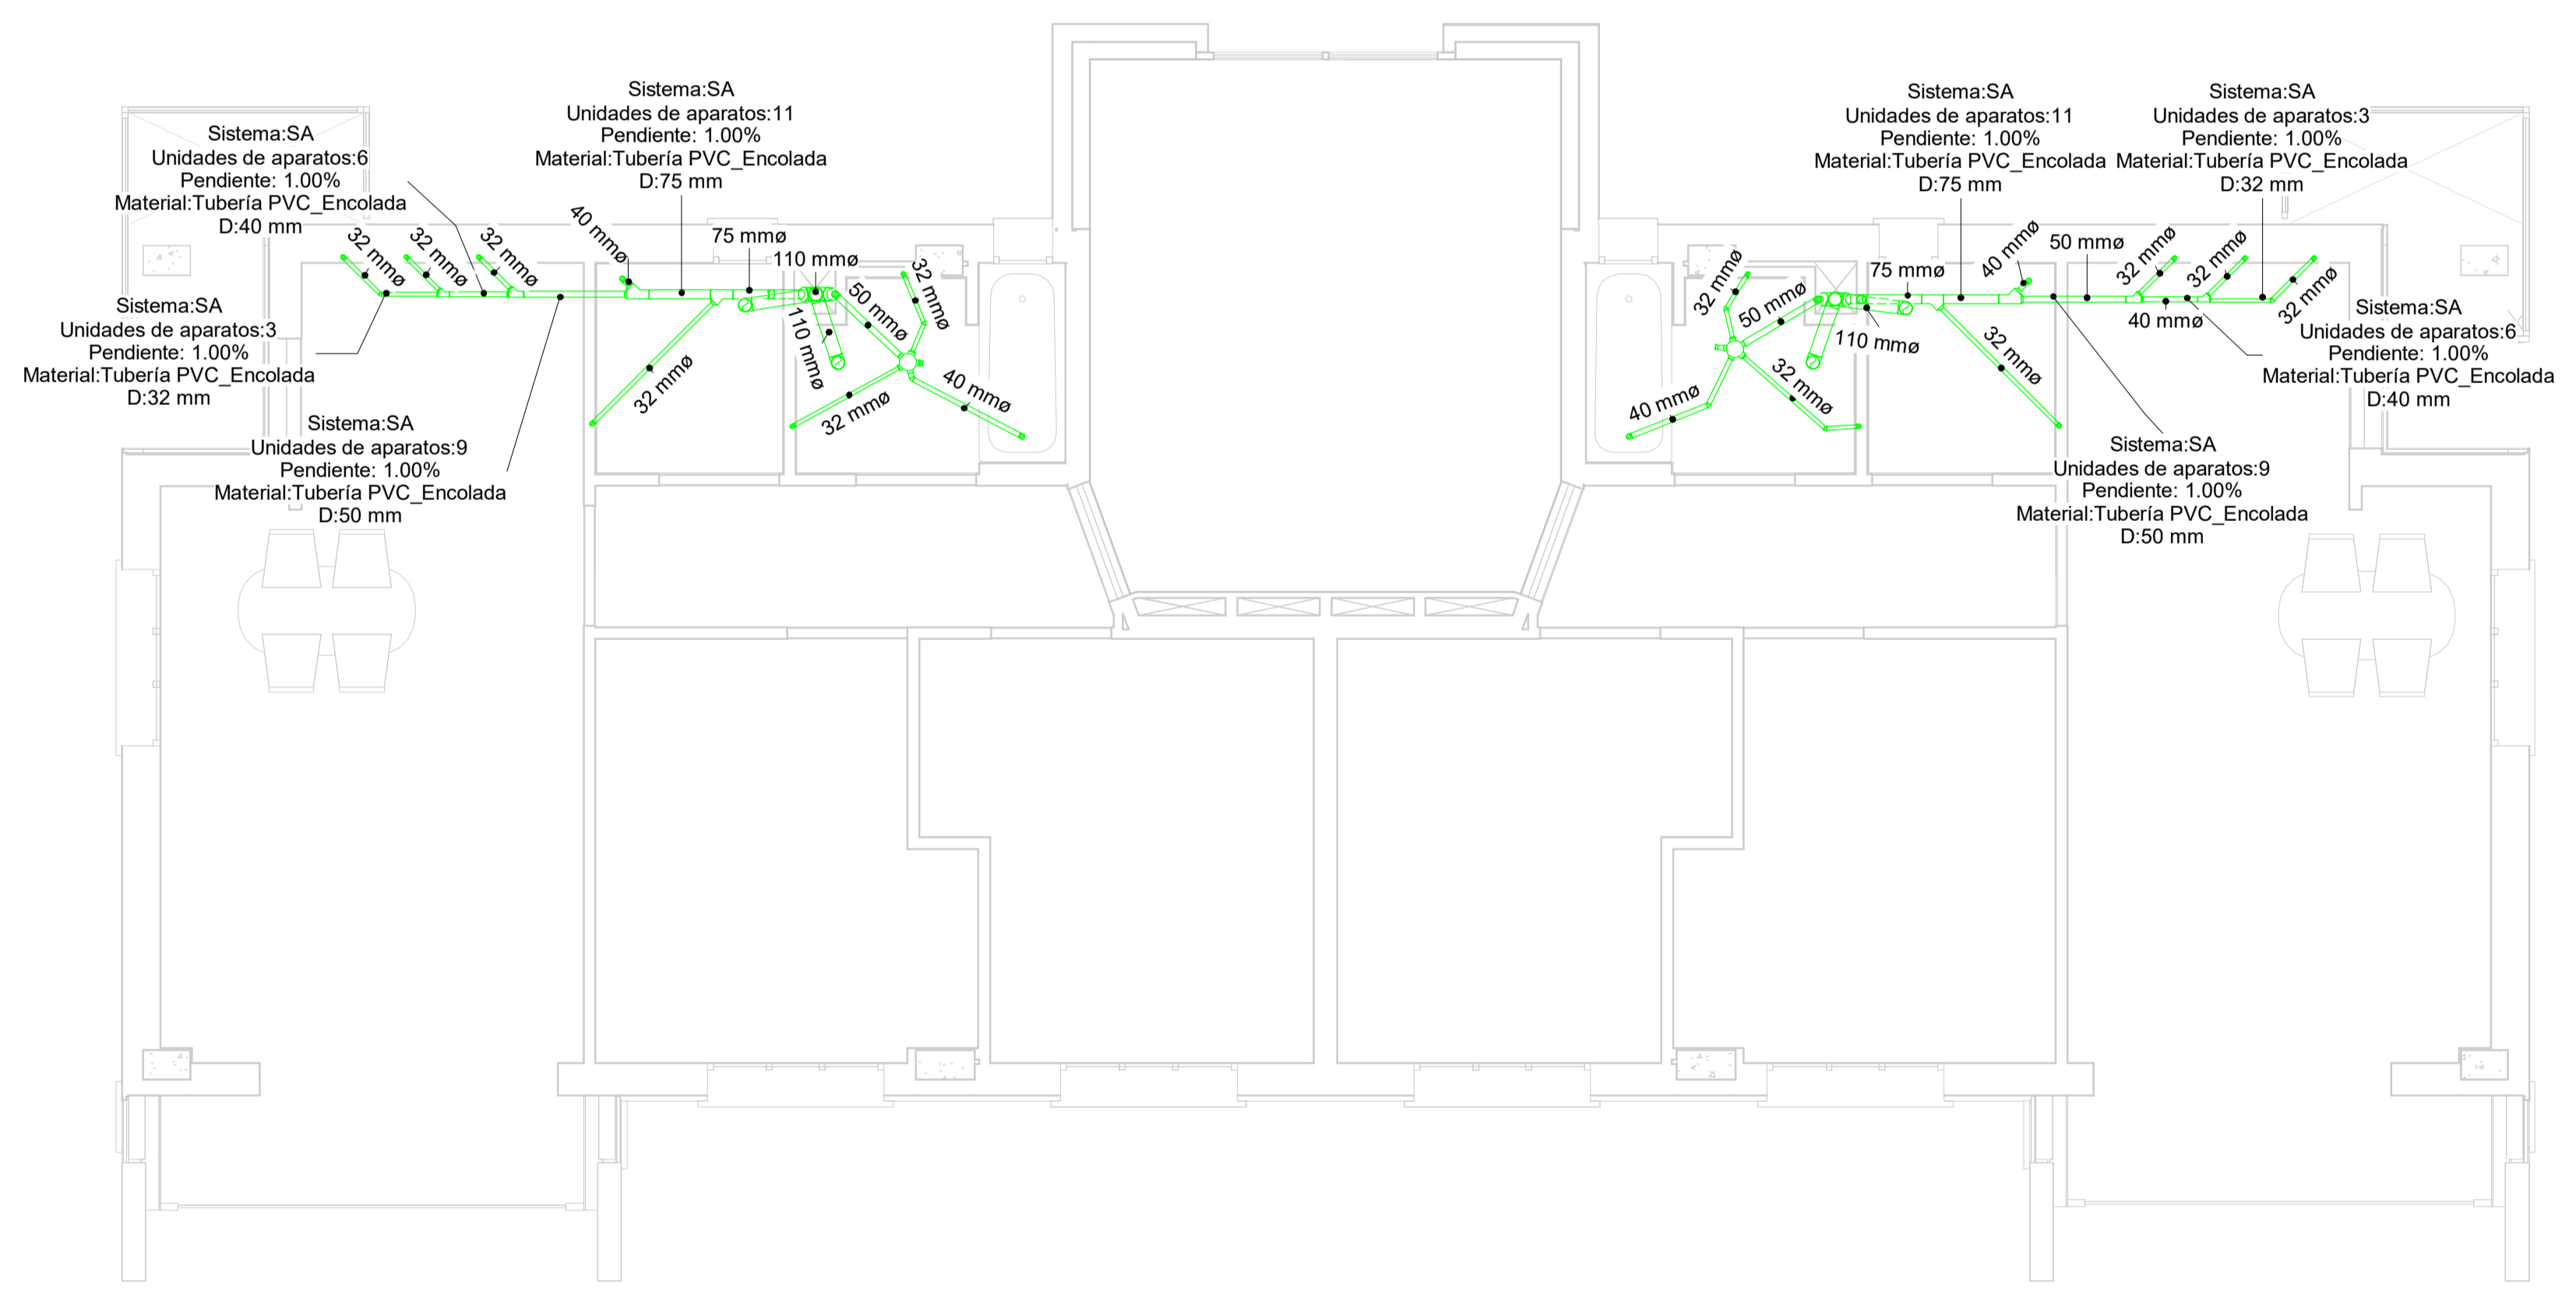 Sistema:SA
Unidades de aparatos:6
Pendiente: 1.00%
Material:Tubería PVC_Encolada
D:40 mm
Sistema:SA
Unidades de aparatos:11
Pendiente: 1.00%
Material:Tubería PVC_Encolada
D:75 mm
Sistema:SA
Unidades de aparatos:11
Pendiente: 1.00%
Material:Tubería PVC_Encolada
D:75 mm
Sistema:SA
Unidades de aparatos:3
Pendiente: 1.00%
Material:Tubería PVC_Encolada
D:32 mm
32 mmø
32 mmø
32 mmø
40 mmø
75 mmø
110 mmø
50 mmø
32 mmø
110 mmø
32 mmø
32 mmø
40 mmø
32 mmø
50 mmø
75 mmø
40 mmø
50 mmø
32 mmø
32 mmø
32 mmø
40 mmø
110 mmø
32 mmø
32 mmø
40 mmø
Sistema:SA
Unidades de aparatos:3
Pendiente: 1.00%
Material:Tubería PVC_Encolada
D:32 mm
Sistema:SA
Unidades de aparatos:6
Pendiente: 1.00%
Material:Tubería PVC_Encolada
D:40 mm
Sistema:SA
Unidades de aparatos:9
Pendiente: 1.00%
Material:Tubería PVC_Encolada
D:50 mm
Sistema:SA
Unidades de aparatos:9
Pendiente: 1.00%
Material:Tubería PVC_Encolada
D:50 mm